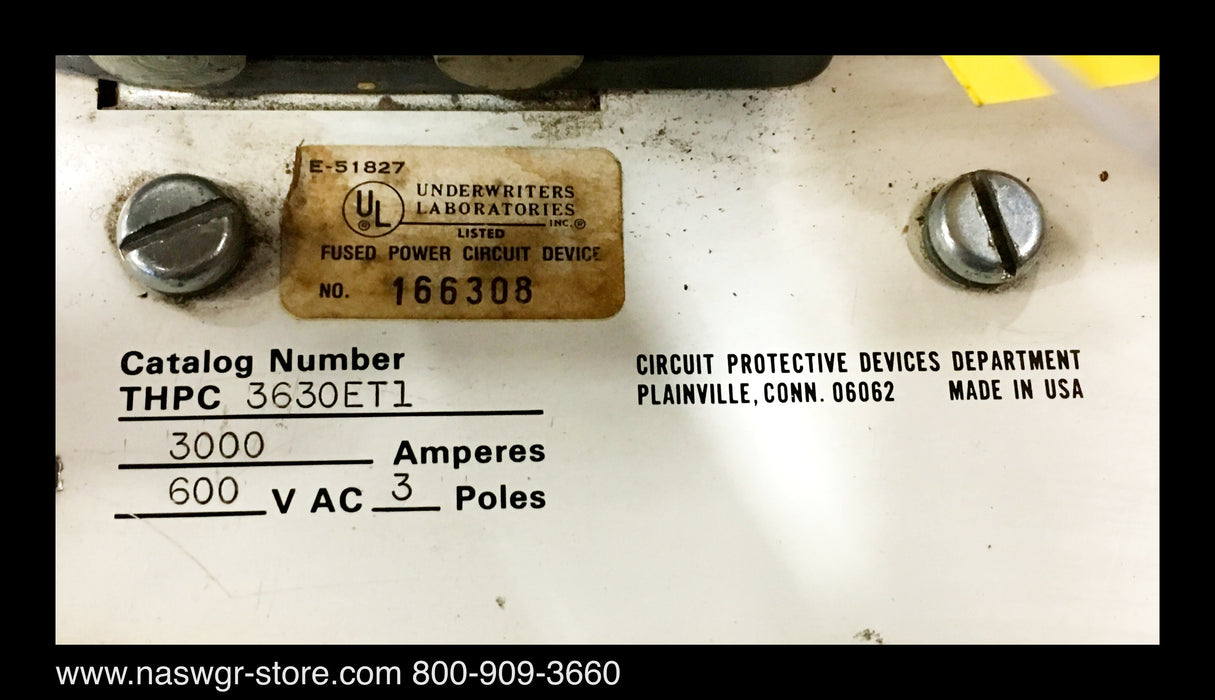 E-51827
UL ®
UNDERWRITERS
LABORATORIES
INC.®
LISTED
FUSED POWER CIRCUIT DEVICE
NO. 166308
Catalog Number
THPC 3630ET1
3000 Amperes
600 V AC 3 Poles
CIRCUIT PROTECTIVE DEVICES DEPARTMENT
PLAINVILLE, CONN. 06062 MADE IN USA
www.naswgr-store.com 800-909-3660